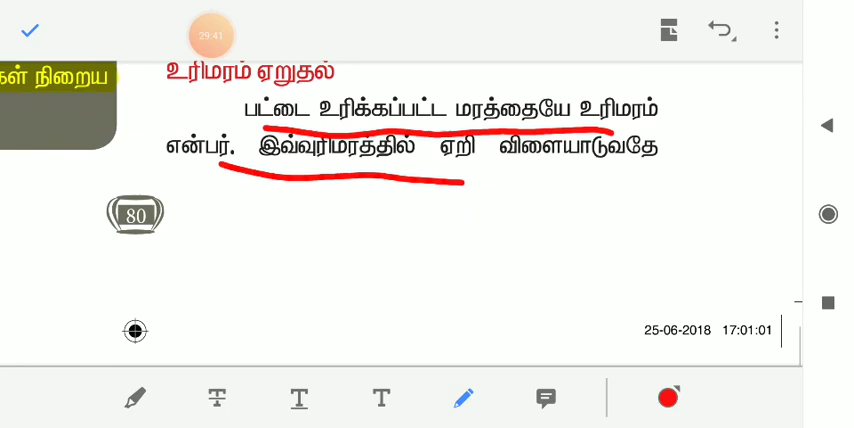 29:41
கள் நிறைய
உரிமரம் ஏறுதல்
பட்டை உரிக்கப்பட்ட மரத்தையே உரிமரம்
என்பர். இவ்வுரிமரத்தில் ஏறி விளையாடுவதே
80
25-06-2018 17:01:01